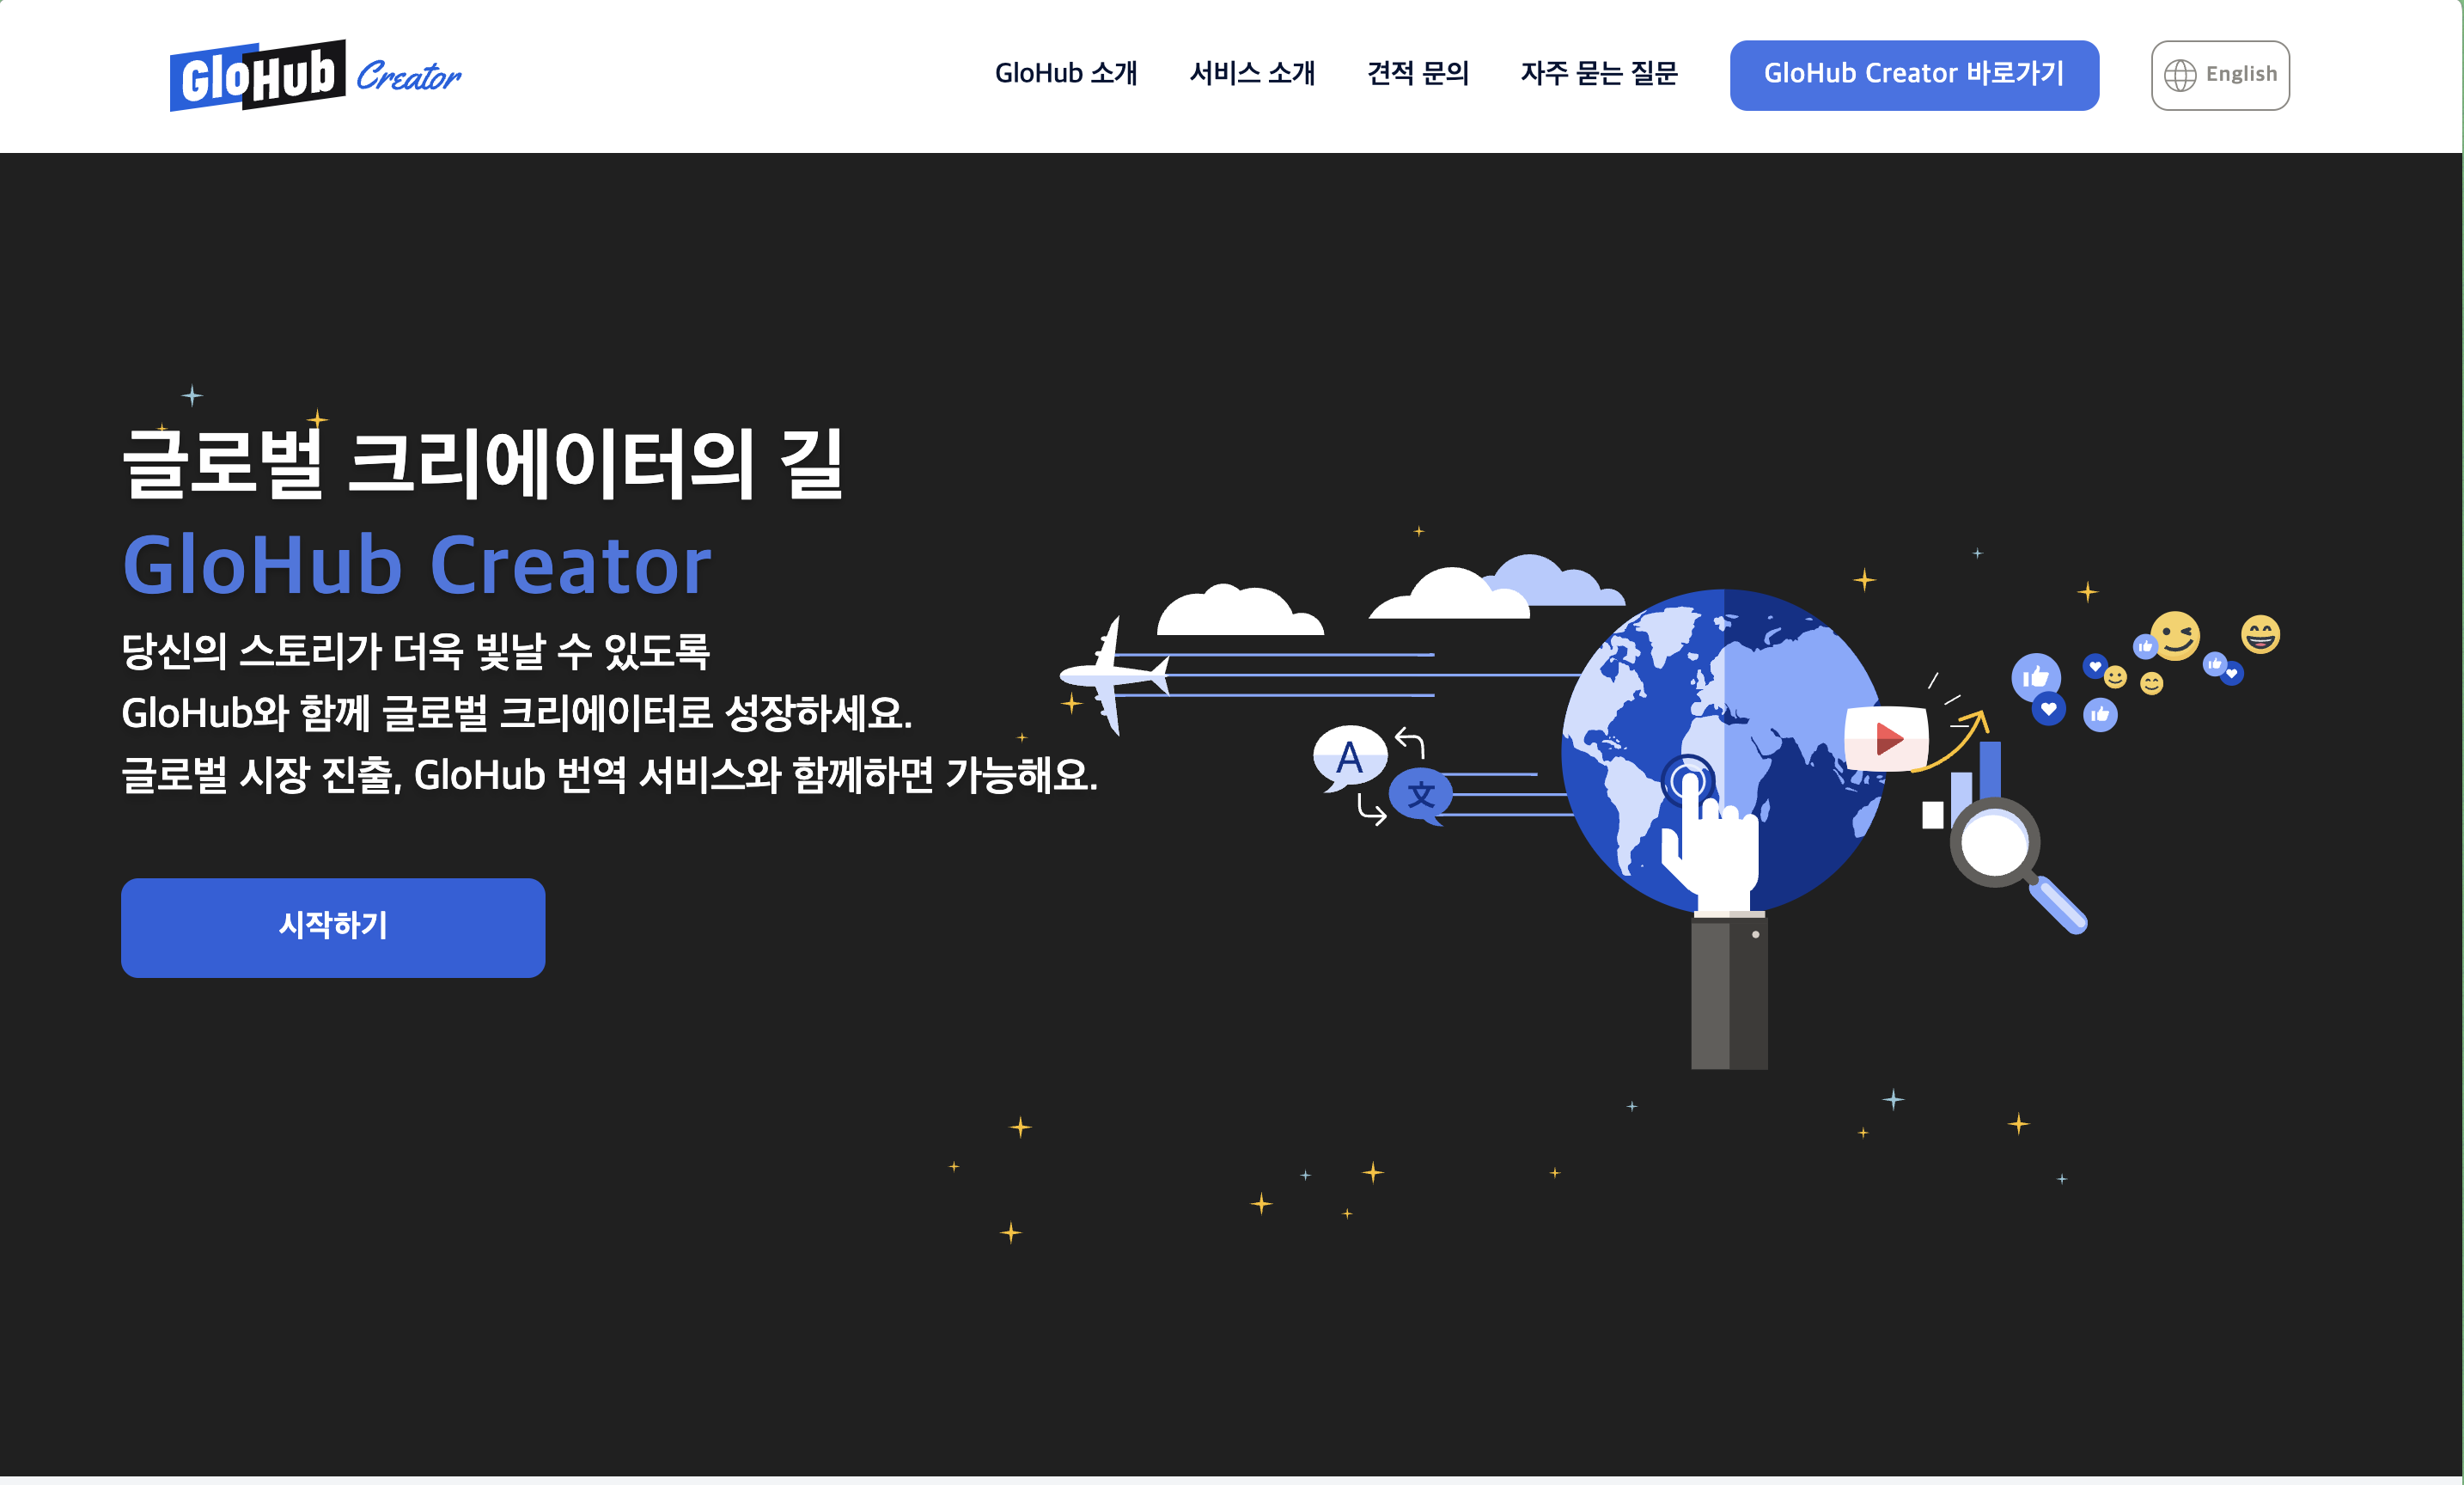 GloHub Creator
GloHub 소개
서비스 소개
견적 문의
자주 묻는 질문
GloHub Creator 바로가기
English
글로벌 크리에이터의 길
GloHub Creator
당신의 스토리가 더욱 빛날 수 있도록
GloHub와 함께 글로벌 크리에이터로 성장하세요.
글로벌 시장 진출, GloHub 번역 서비스와 함께하면 가능해요.
A
文
시작하기